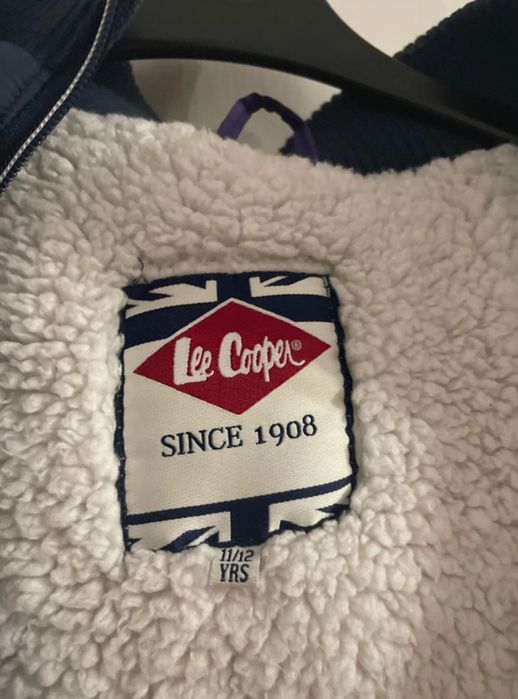 Lee Cooper®
SINCE 1908
11/12
YRS